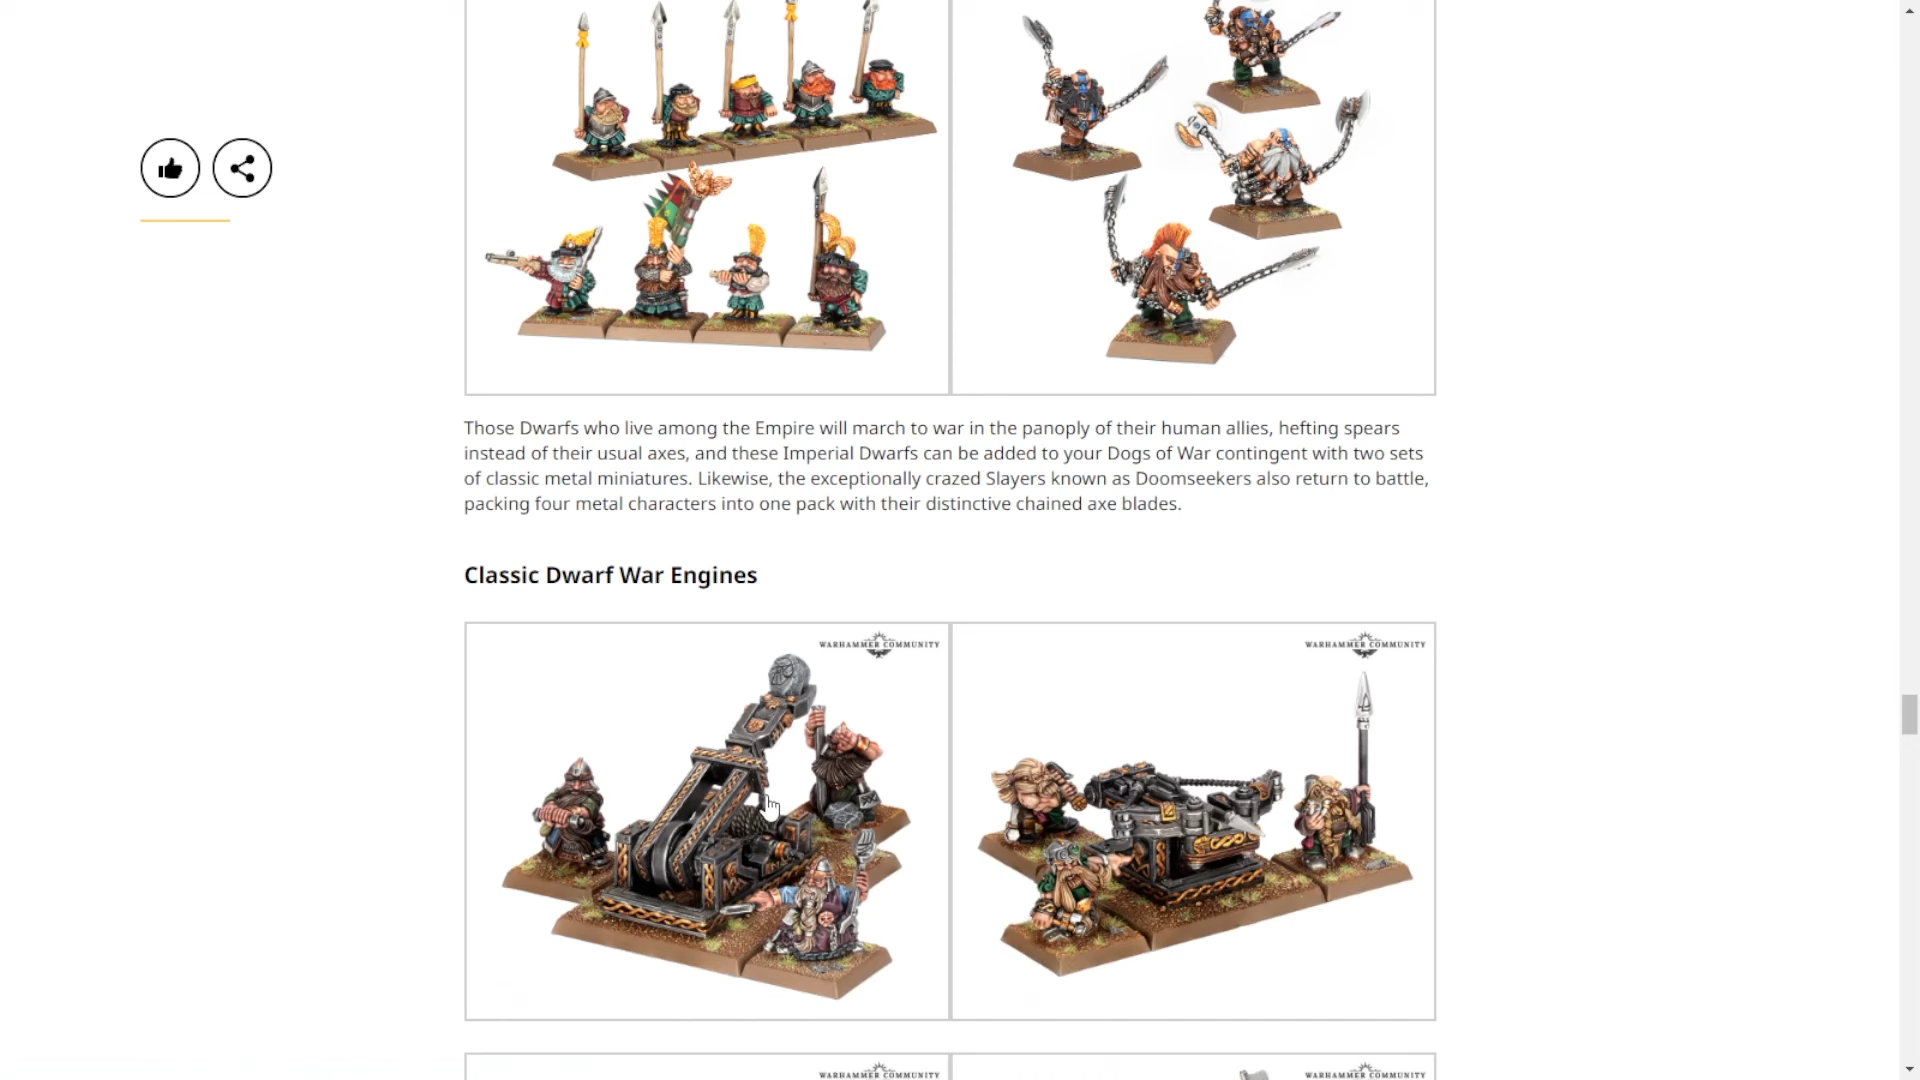 Those Dwarfs who live among the Empire will march to war in the panoply of their human allies, hefting spears
instead of their usual axes, and these Imperial Dwarfs can be added to your Dogs of War contingent with two sets
of classic metal miniatures. Likewise, the exceptionally crazed Slayers known as Doomseekers also return to battle,
packing four metal characters into one pack with their distinctive chained axe blades.
Classic Dwarf War Engines
WARHAMMER COMMUNITY
WARHAMMER COMMUNITY
WARHAMMER COMMUNITY
WARHAMMER COMMUNITY